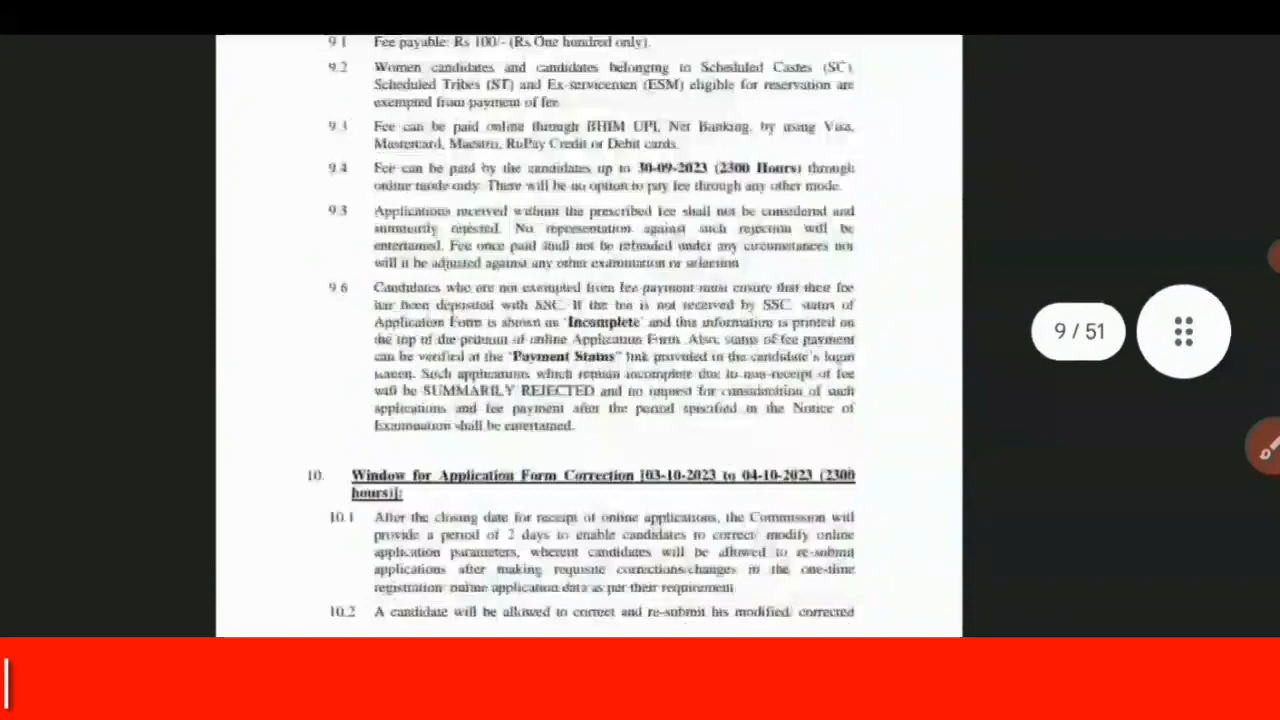 9.1 Fee payable: Rs 100/- (Rs One hundred only).
9.2 Women candidates and candidates belonging to Scheduled Castes (SC),
Scheduled Tribes (ST) and Ex-servicemen (ESM) eligible for reservation are
exempted from payment of fee.
9.3 Fee can be paid online through BHIM UPI, Net Banking, by using Visa,
Mastercard, Maestro, RuPay Credit or Debit cards.
9.4 Fee can be paid by the candidates up to 30-09-2023 (2300 Hours) through
online mode only. There will be no option to pay fee through any other mode.
9.5 Applications received without the prescribed fee shall not be considered and
summarily rejected. No representation against such rejection will be
entertained. Fee once paid shall not be refunded under any circumstances nor
will it be adjusted against any other examination or selection.
9.6 Candidates who are not exempted from fee-payment must ensure that their fee
has been deposited with SSC. If the fee is not received by SSC, status of
Application Form is shown as 'Incomplete' and this information is printed on
the top of the printout of online Application Form. Also, status of fee payment
can be verified at the "Payment Status" link provided in the candidate's login
screen. Such applications which remain incomplete due to non-receipt of fee
will be SUMMARILY REJECTED and no request for consideration of such
applications and fee payment after the period specified in the Notice of
Examination shall be entertained.
10. Window for Application Form Correction [03-10-2023 to 04-10-2023 (2300
hours)]:
10.1 After the closing date for receipt of online applications, the Commission will
provide a period of 2 days to enable candidates to correct/ modify online
application parameters, wherein candidates will be allowed to re-submit
applications after making requisite corrections/changes in the one-time
registration/ online application data as per their requirement.
10.2 A candidate will be allowed to correct and re-submit his modified/ corrected
9 / 51